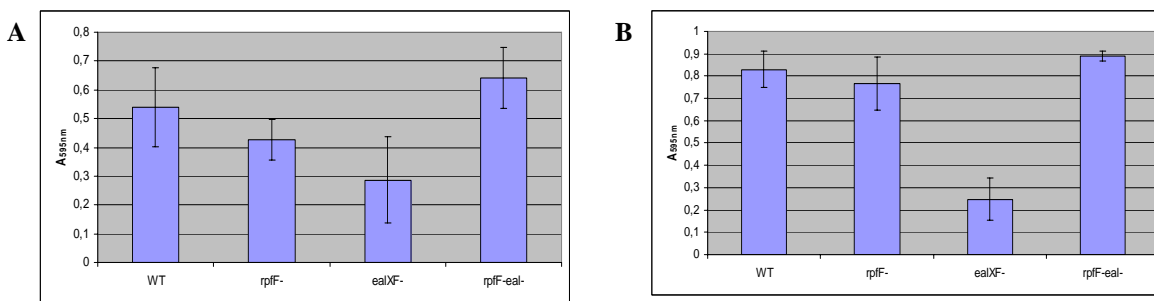 A
0,8
0,7
0,6
0,5
0,4
0,3
0,2
0,1
0
A595nm
WT
rpfF-
ealXF-
rpfF-eal-
B
1
0,9
0,8
0,7
0,6
0,5
0,4
0,3
0,2
0,1
0
A595nm
WT
rpfF-
ealXF-
rpfF-eal-